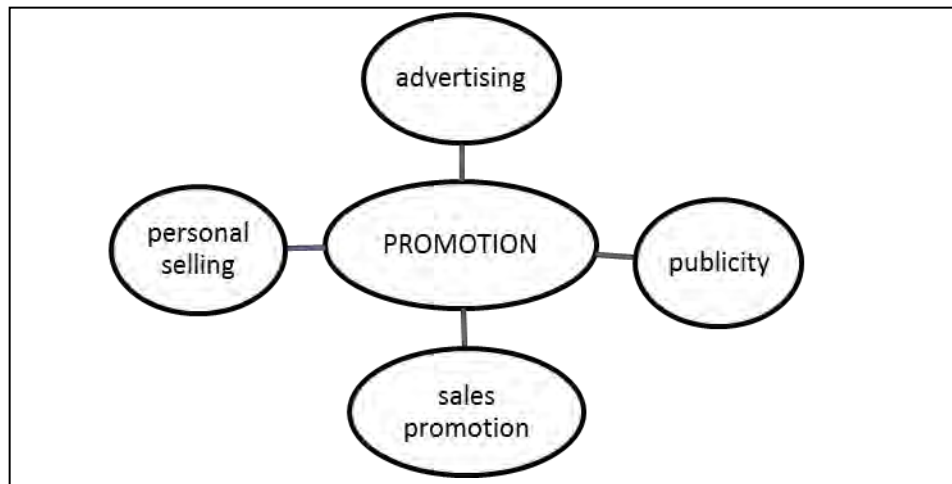 advertising
personal
selling
PROMOTION
publicity
sales
promotion